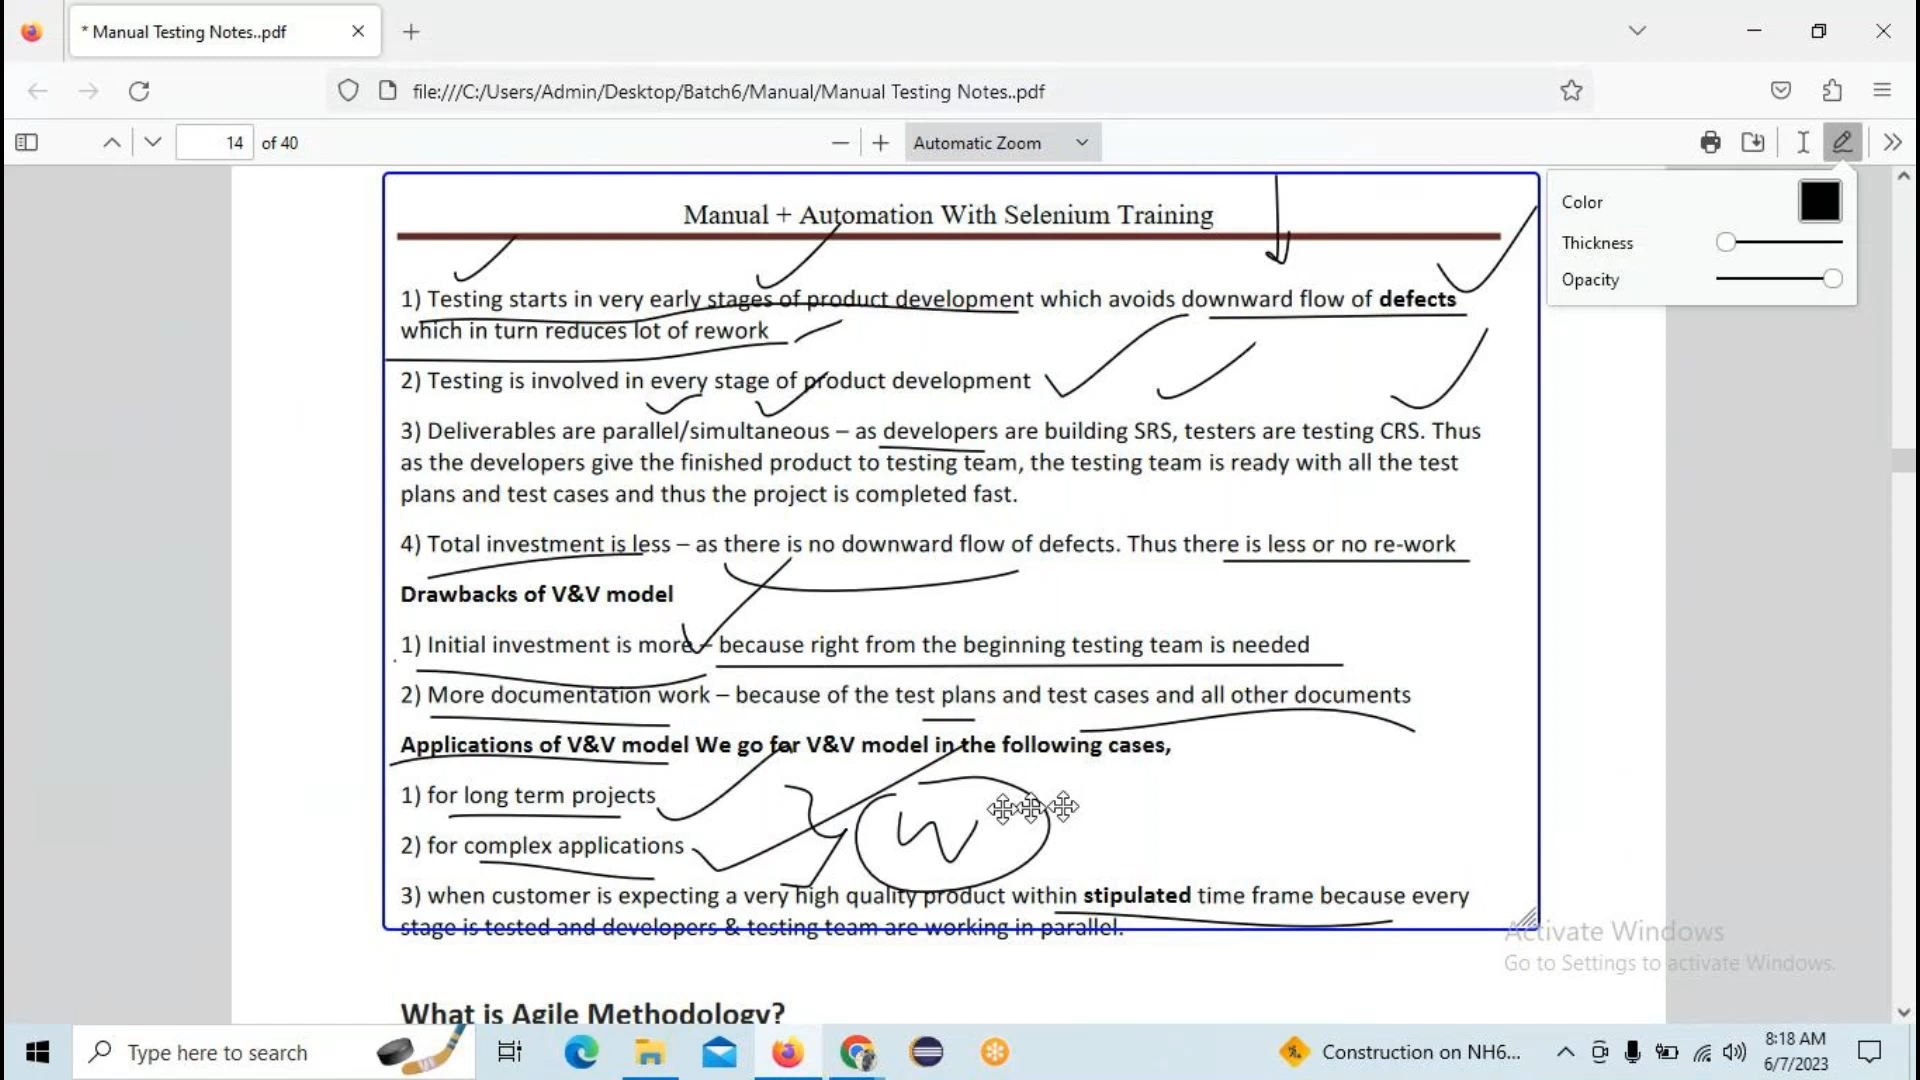 * Manual Testing Notes..pdf
file:///C:/Users/Admin/Desktop/Batch6/Manual/Manual Testing Notes..pdf
14 of 40
Automatic Zoom
Color
Thickness
Opacity
Manual + Automation With Selenium Training
1) Testing starts in very early stages of product development which avoids downward flow of defects
which in turn reduces lot of rework
2) Testing is involved in every stage of product development
3) Deliverables are parallel/simultaneous – as developers are building SRS, testers are testing CRS. Thus
as the developers give the finished product to testing team, the testing team is ready with all the test
plans and test cases and thus the project is completed fast.
4) Total investment is less – as there is no downward flow of defects. Thus there is less or no re-work
Drawbacks of V&V model
1) Initial investment is more – because right from the beginning testing team is needed
2) More documentation work – because of the test plans and test cases and all other documents
Applications of V&V model We go for V&V model in the following cases,
1) for long term projects
2) for complex applications
W
3) when customer is expecting a very high quality product within stipulated time frame because every
stage is tested and developers & testing team are working in parallel.
Activate Windows
Go to Settings to activate Windows.
What is Agile Methodology?
Type here to search
Construction on NH6...
8:18 AM
6/7/2023